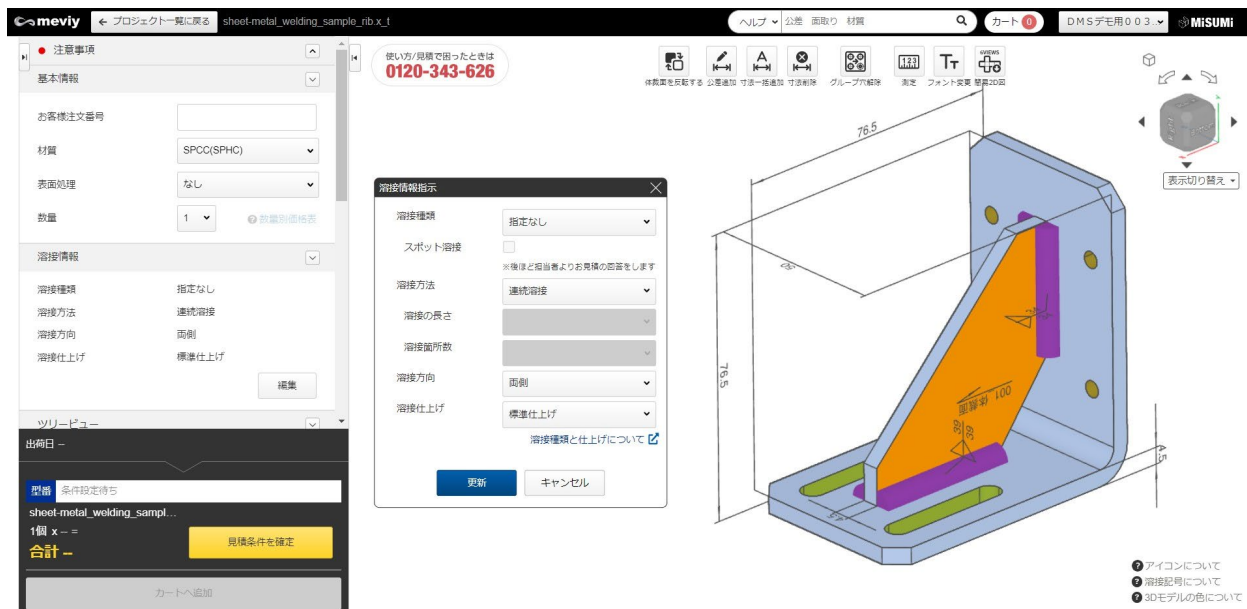 meviy
← プロジェクト一覧に戻る
sheet-metal_welding_sample_rib.x_t
ヘルプ
公差 面取り 材質
カート 0
DMSデモ用003..
MiSUMi
注意事項
基本情報
お客様注文番号
材質 SPCC(SPHC)
表面処理 なし
数量 1 数量別価格表
溶接情報
溶接種類 指定なし
溶接方法 連続溶接
溶接方向 両側
溶接仕上げ 標準仕上げ
編集
ツリービュー
出荷日 --
型番 条件設定待ち
sheet-metal_welding_sampl...
1個 x -- =
合計 --
見積条件を確定
カートへ追加
使い方/見積で困ったときは
0120-343-626
体裁面を反転する
公差追加
寸法一括追加
寸法削除
グループ穴解除
測定
フォント変更
6VIEWS
簡易2D図
溶接情報指示
溶接種類 指定なし
スポット溶接
※後ほど担当者よりお見積の回答をします
溶接方法 連続溶接
溶接の長さ
溶接箇所数
溶接方向 両側
溶接仕上げ 標準仕上げ
溶接種類と仕上げについて
更新
キャンセル
表示切り替え
76.5
50
76.5
34
001_体裁面
39
39
4.5
4.5
アイコンについて
溶接記号について
3Dモデルの色について